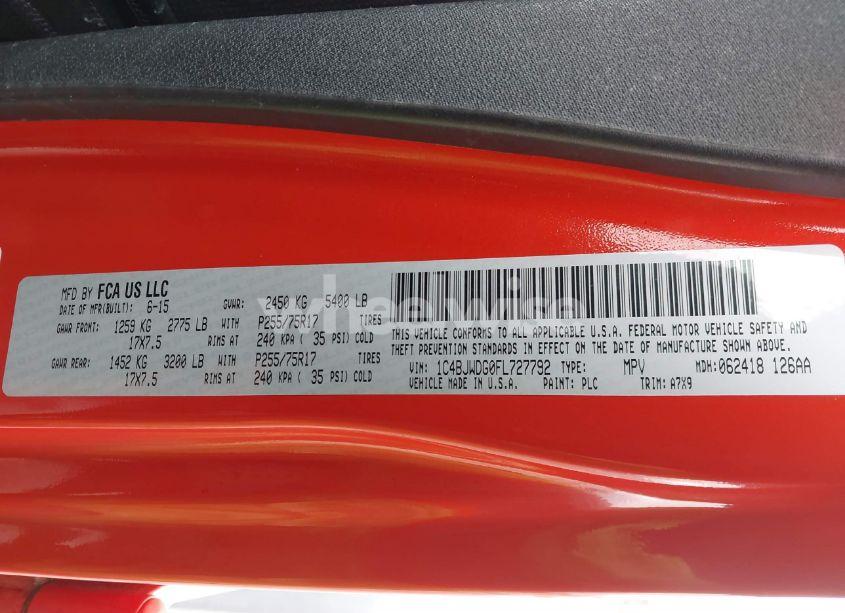 MFD BY FCA US LLC
DATE OF MFR(BUILT): 6-15 GVWR: 2450 KG 5400 LB
GAWR FRONT: 1259 KG 2775 LB WITH P255/75R17 TIRES
17X7.5 RIMS AT 240 KPA ( 35 PSI) COLD
GAWR REAR: 1452 KG 3200 LB WITH P255/75R17 TIRES
17X7.5 RIMS AT 240 KPA ( 35 PSI) COLD
THIS VEHICLE CONFORMS TO ALL APPLICABLE U.S.A. FEDERAL MOTOR VEHICLE SAFETY AND
THEFT PREVENTION STANDARDS IN EFFECT ON THE DATE OF MANUFACTURE SHOWN ABOVE.
VIN: 1C4BJWDG0FL727792 TYPE: MPV MDH: 062418 126AA
VEHICLE MADE IN U.S.A. PAINT: PLC TRIM: A7X9